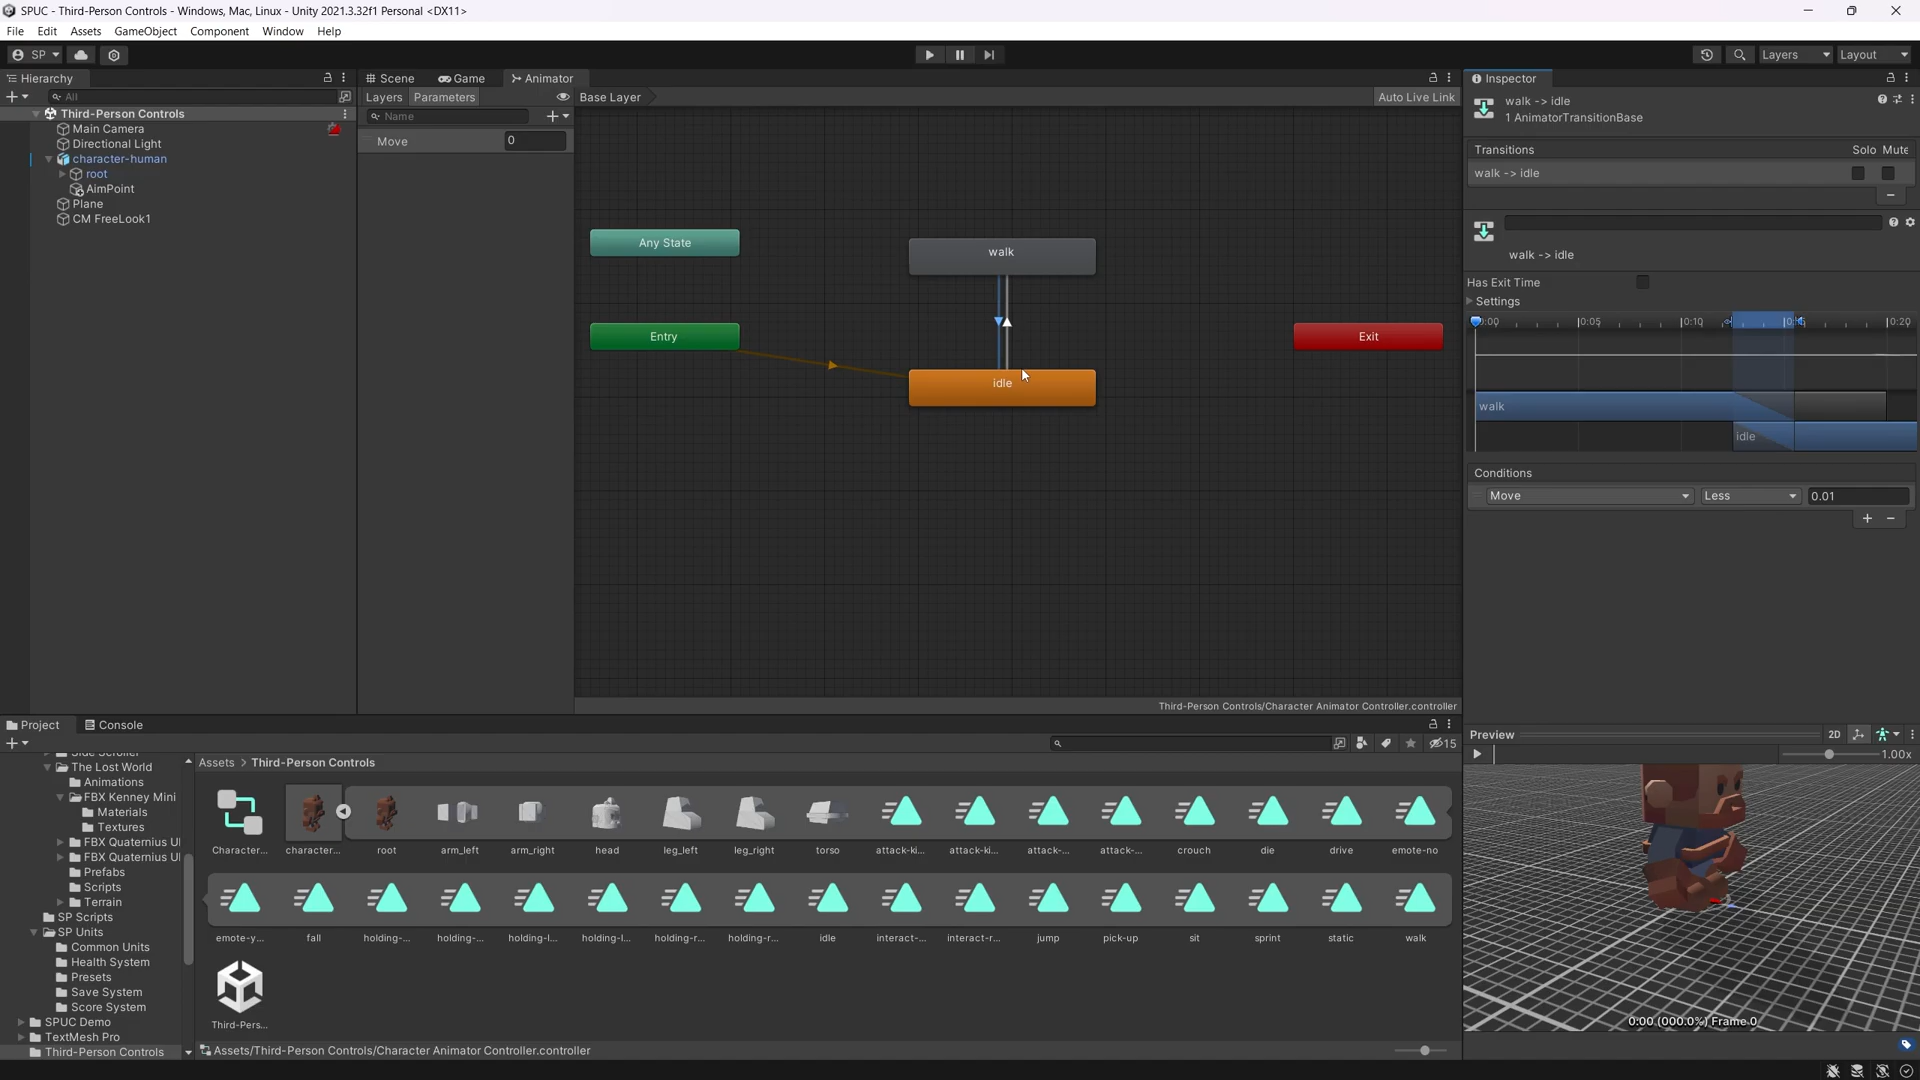 SPUC - Third-Person Controls - Windows, Mac, Linux - Unity 2021.3.32f1 Personal <DX11>
File Edit Assets GameObject Component Window Help
SP
Layers
Layout
Hierarchy
All
Third-Person Controls
Main Camera
Directional Light
character-human
root
AimPoint
Plane
CM FreeLook1
Scene
Game
Animator
Layers Parameters
Base Layer
Auto Live Link
Name
Move 0
Any State
Entry
walk
idle
Exit
Third-Person Controls/Character Animator Controller.controller
Inspector
walk -> idle
1 AnimatorTransitionBase
Transitions Solo Mute
walk -> idle
walk -> idle
Has Exit Time
Settings
0:05 0:10 0:20
walk
idle
Conditions
Move Less 0.01
Project
Console
15
The Lost World
Animations
FBX Kenney Mini
Materials
Textures
FBX Quaternius Ul
FBX Quaternius Ul
Prefabs
Scripts
Terrain
SP Scripts
SP Units
Common Units
Health System
Presets
Save System
Score System
SPUC Demo
TextMesh Pro
Third-Person Controls
Assets > Third-Person Controls
Character... character... root arm_left arm_right head leg_left leg_right torso attack-ki... attack-ki... attack-... attack-... crouch die drive emote-no
emote-y... fall holding-... holding-... holding-l... holding-l... holding-r... holding-r... idle interact-... interact-r... jump pick-up sit sprint static walk
Third-Pers...
Assets/Third-Person Controls/Character Animator Controller.controller
Preview
2D
1.00x
0:00 (000.0%) Frame 0